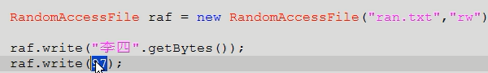 RandomAccessFile raf = new RandomAccessFile("ran.txt","rw")
raf.write("李四".getBytes());
raf.write(97);